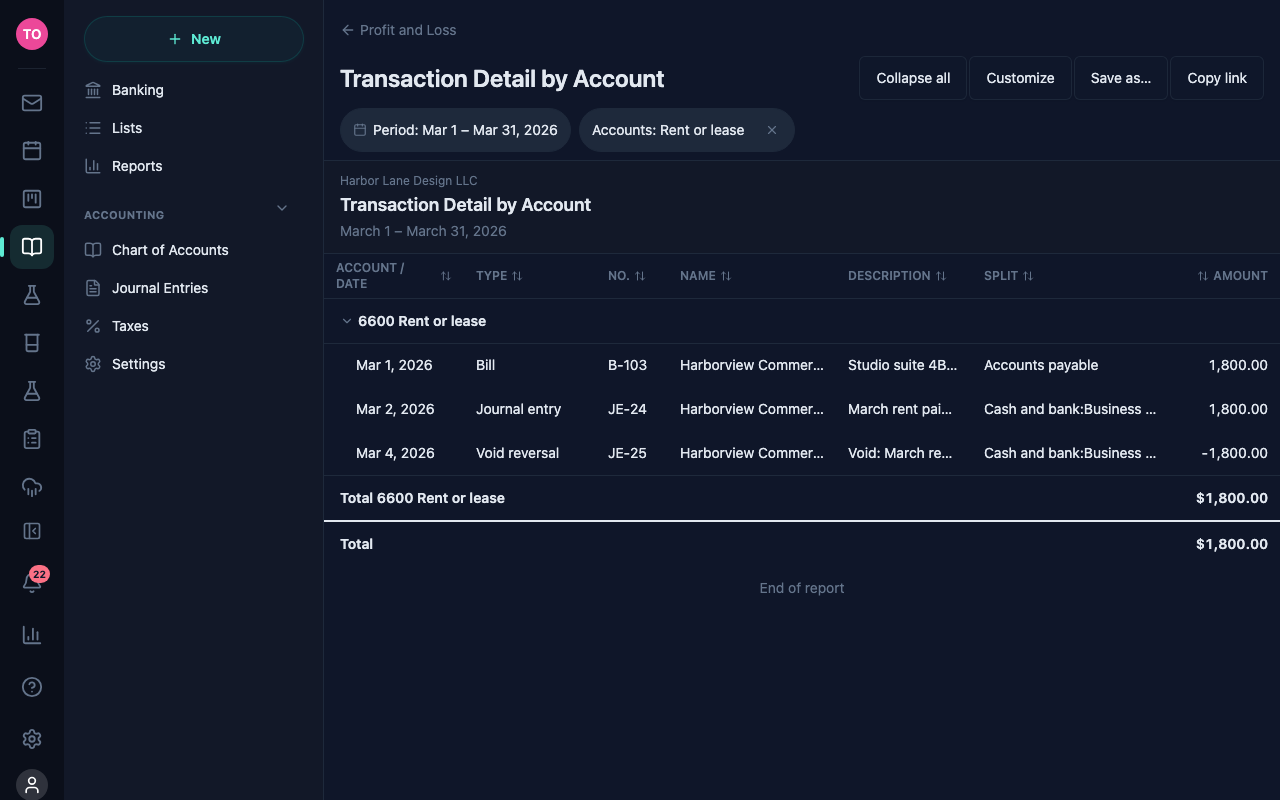 TO
New
Banking
Lists
Reports
ACCOUNTING
Chart of Accounts
Journal Entries
Taxes
Settings
22
Profit and Loss
Transaction Detail by Account
Collapse all
Customize
Save as...
Copy link
Period: Mar 1 – Mar 31, 2026
Accounts: Rent or lease
Harbor Lane Design LLC
Transaction Detail by Account
March 1 – March 31, 2026
ACCOUNT / DATE TYPE NO. NAME DESCRIPTION SPLIT AMOUNT
6600 Rent or lease
Mar 1, 2026 Bill B-103 Harborview Commer... Studio suite 4B... Accounts payable 1,800.00
Mar 2, 2026 Journal entry JE-24 Harborview Commer... March rent pai... Cash and bank:Business ... 1,800.00
Mar 4, 2026 Void reversal JE-25 Harborview Commer... Void: March re... Cash and bank:Business ... -1,800.00
Total 6600 Rent or lease $1,800.00
Total $1,800.00
End of report